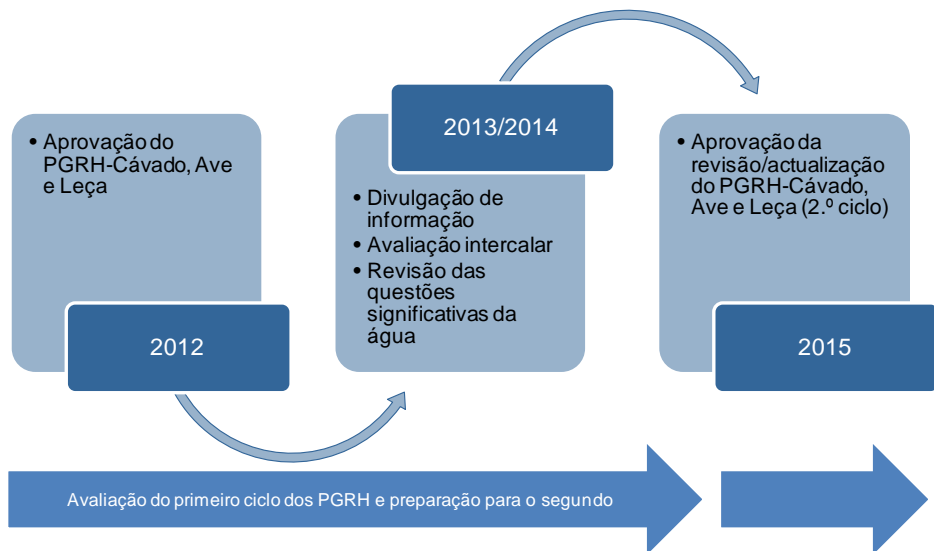 • Aprovação do
PGRH-Cávado, Ave
e Leça
2012
2013/2014
• Divulgação de
informação
• Avaliação intercalar
• Revisão das
questões
significativas da
água
• Aprovação da
revisão/actualização
do PGRH-Cávado,
Ave e Leça (2.º ciclo)
2015
Avaliação do primeiro ciclo dos PGRH e preparação para o segundo